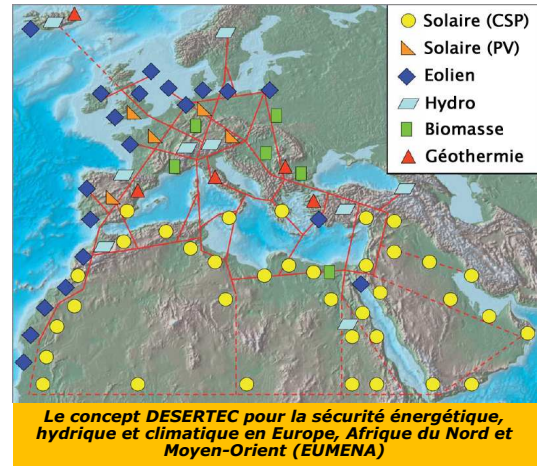 Solaire (CSP)
Solaire (PV)
Eolien
Hydro
Biomasse
Géothermie
Le concept DESERTEC pour la sécurité énergétique,
hydrique et climatique en Europe, Afrique du Nord et
Moyen-Orient (EUMENA)